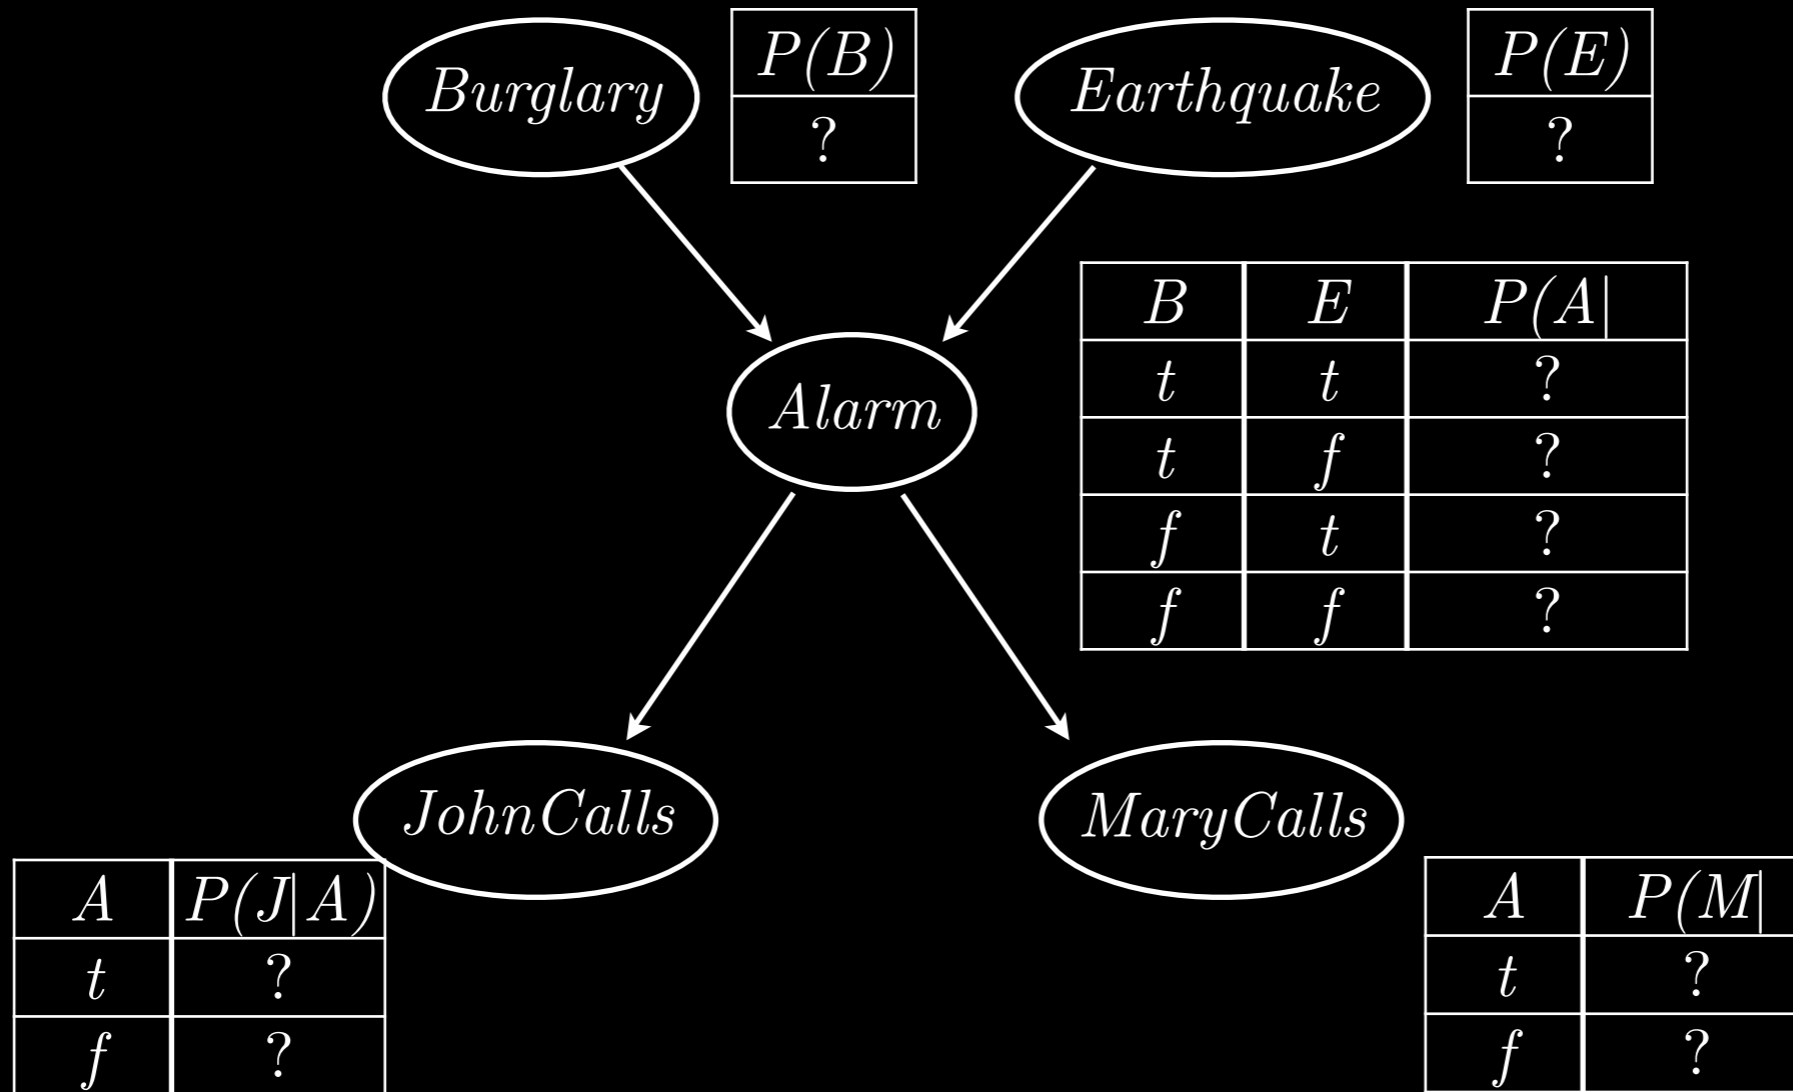 Burglary
P(B)
?
Earthquake
P(E)
?
B E P(A|
t t ?
t f ?
f t ?
f f ?
Alarm
JohnCalls
MaryCalls
A P(J|A)
t ?
f ?
A P(M|
t ?
f ?